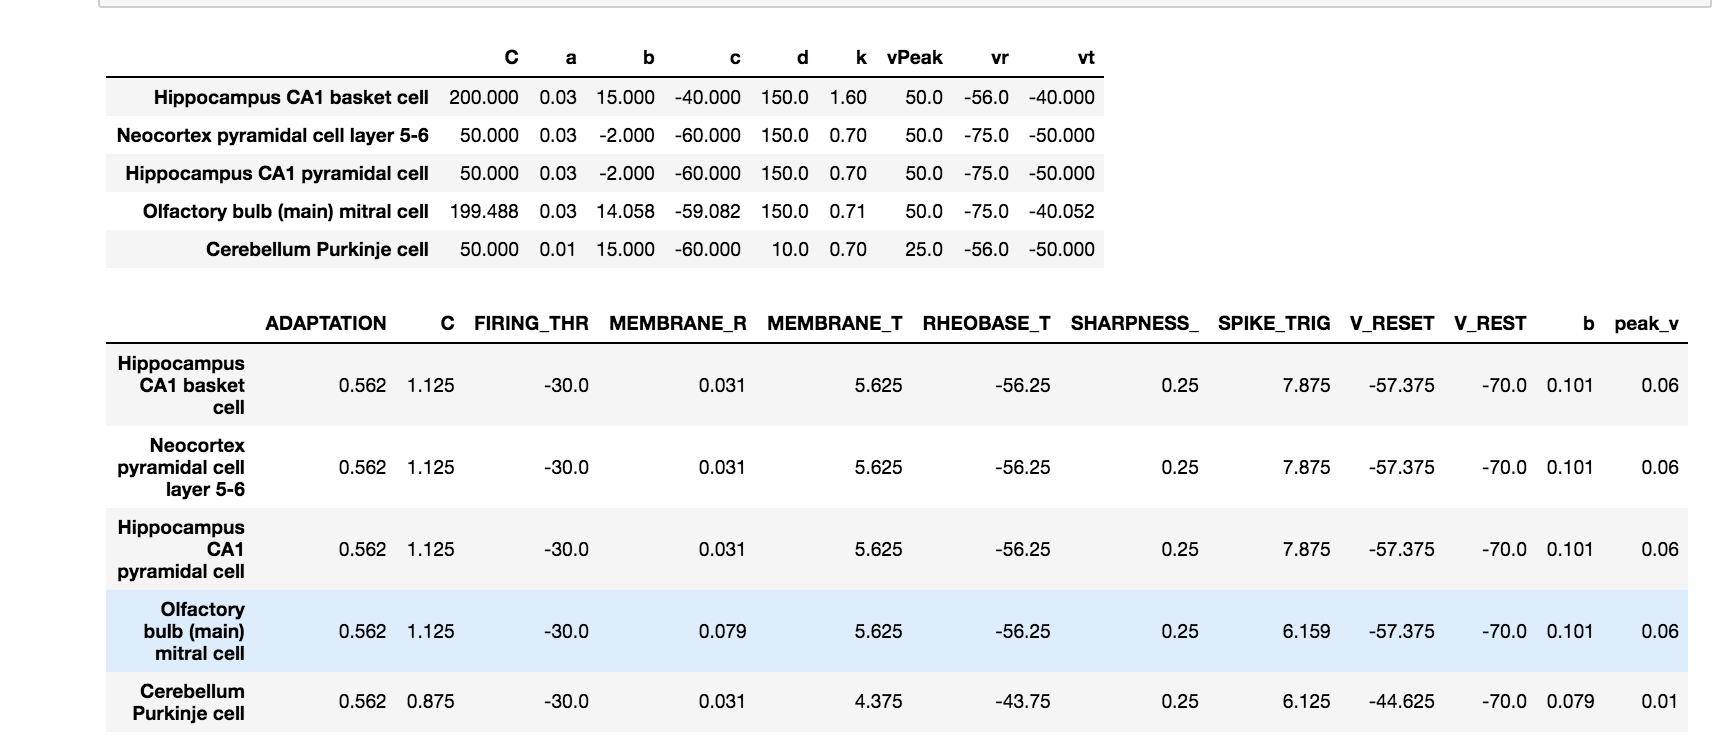 C a b c d k vPeak vr vt
Hippocampus CA1 basket cell 200.000 0.03 15.000 -40.000 150.0 1.60 50.0 -56.0 -40.000
Neocortex pyramidal cell layer 5-6 50.000 0.03 -2.000 -60.000 150.0 0.70 50.0 -75.0 -50.000
Hippocampus CA1 pyramidal cell 50.000 0.03 -2.000 -60.000 150.0 0.70 50.0 -75.0 -50.000
Olfactory bulb (main) mitral cell 199.488 0.03 14.058 -59.082 150.0 0.71 50.0 -75.0 -40.052
Cerebellum Purkinje cell 50.000 0.01 15.000 -60.000 10.0 0.70 25.0 -56.0 -50.000
ADAPTATION C FIRING_THR MEMBRANE_R MEMBRANE_T RHEOBASE_T SHARPNESS_ SPIKE_TRIG V_RESET V_REST b peak_v
Hippocampus
CA1 basket 0.562 1.125 -30.0 0.031 5.625 -56.25 0.25 7.875 -57.375 -70.0 0.101 0.06
cell
Neocortex
pyramidal cell 0.562 1.125 -30.0 0.031 5.625 -56.25 0.25 7.875 -57.375 -70.0 0.101 0.06
layer 5-6
Hippocampus
CA1 0.562 1.125 -30.0 0.031 5.625 -56.25 0.25 7.875 -57.375 -70.0 0.101 0.06
pyramidal cell
Olfactory
bulb (main) 0.562 1.125 -30.0 0.079 5.625 -56.25 0.25 6.159 -57.375 -70.0 0.101 0.06
mitral cell
Cerebellum
Purkinje cell 0.562 0.875 -30.0 0.031 4.375 -43.75 0.25 6.125 -44.625 -70.0 0.079 0.01